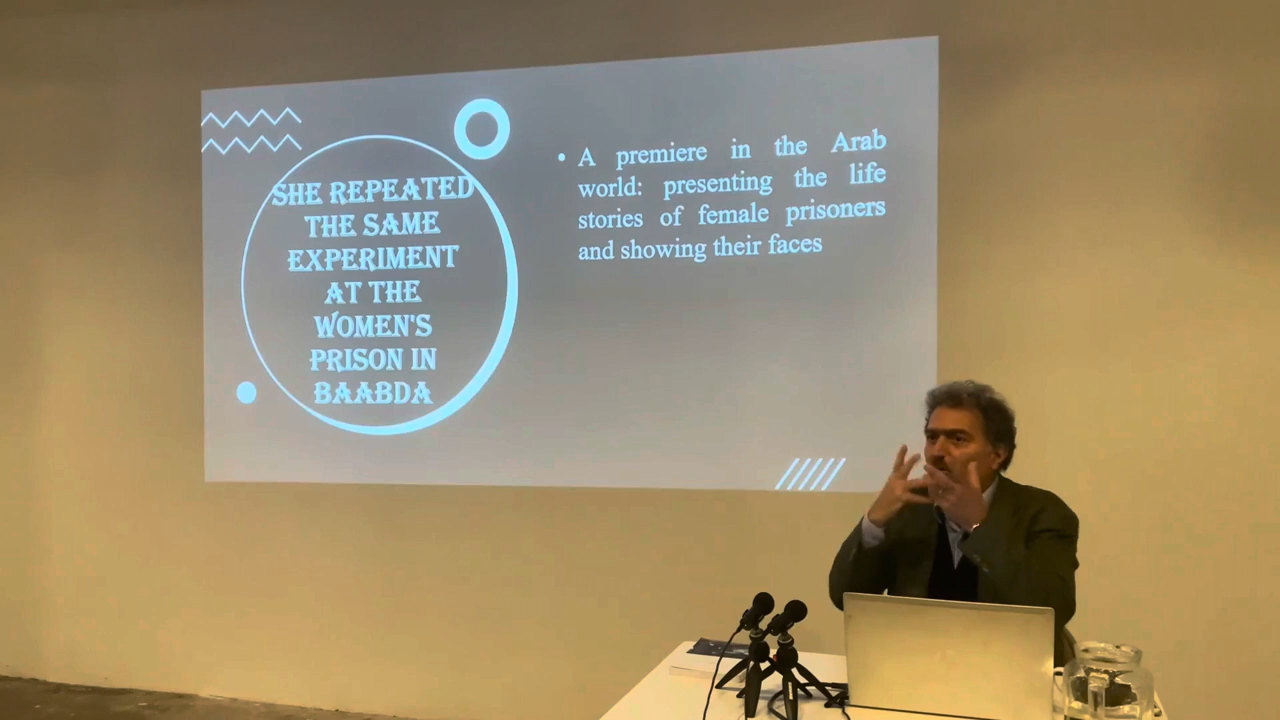 SHE REPEATED
THE SAME
EXPERIMENT
AT THE
WOMEN'S
PRISON IN
BAABDA
• A premiere in the Arab
world: presenting the life
stories of female prisoners
and showing their faces